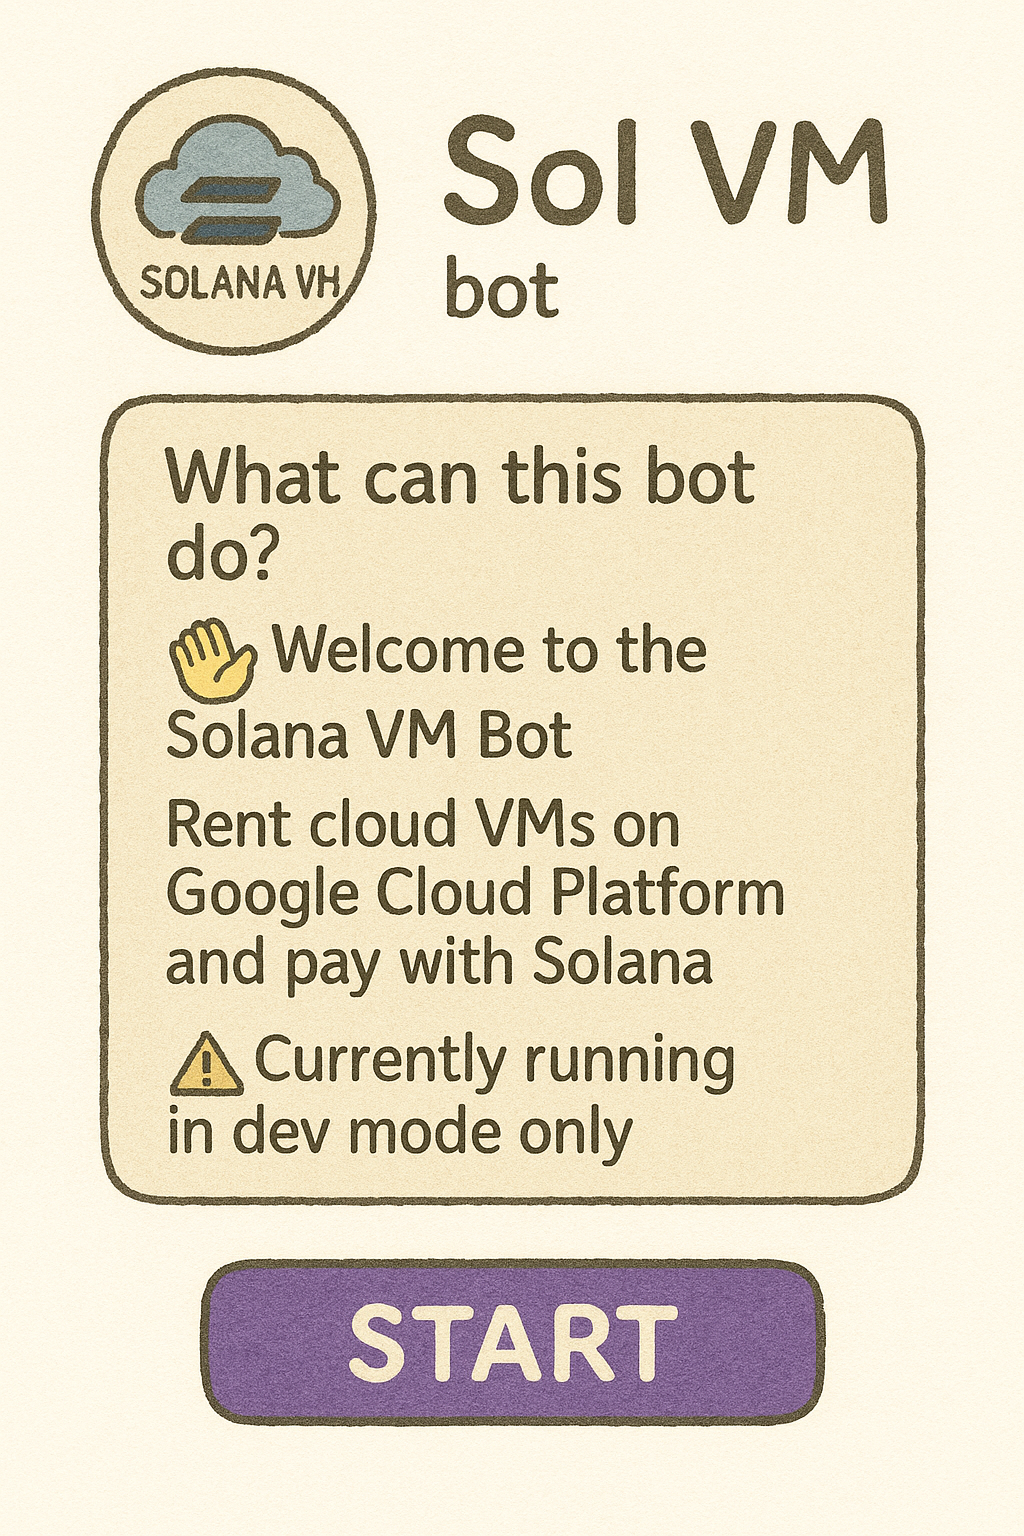 SOLANA VH
Sol VM
bot
What can this bot
do?
👋 Welcome to the
Solana VM Bot
Rent cloud VMs on
Google Cloud Platform
and pay with Solana
⚠️ Currently running
in dev mode only
START